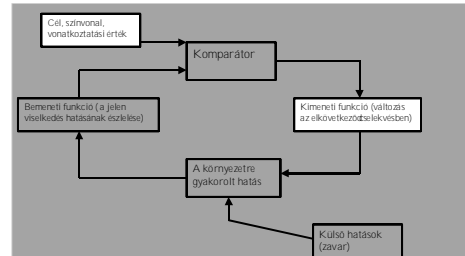 Cél, színvonal,
vonatkoztatási érték
Komparátor
Bemeneti funkció ( a jelen
viselkedés hatásának észlelése)
Kimeneti funkció (változás
az elkövetkező cselekvésben)
A környezetre
gyakorolt hatás
Külső hatások
(zavar)